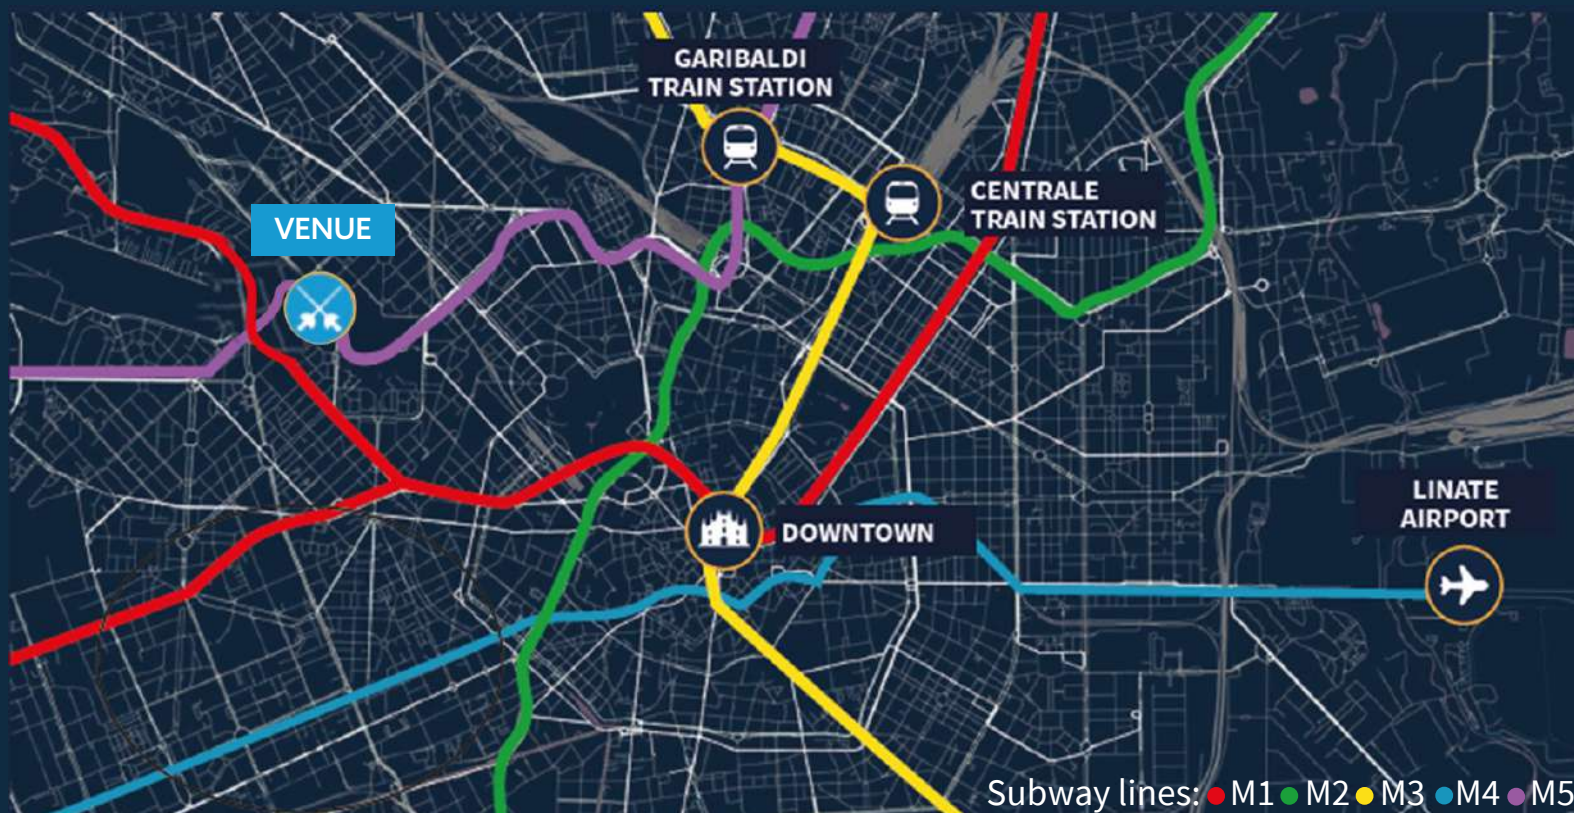 GARIBALDI
TRAIN STATION
CENTRALE
TRAIN STATION
VENUE
LINATE
AIRPORT
DOWNTOWN
Subway lines: M1 M2 M3 M4 M5